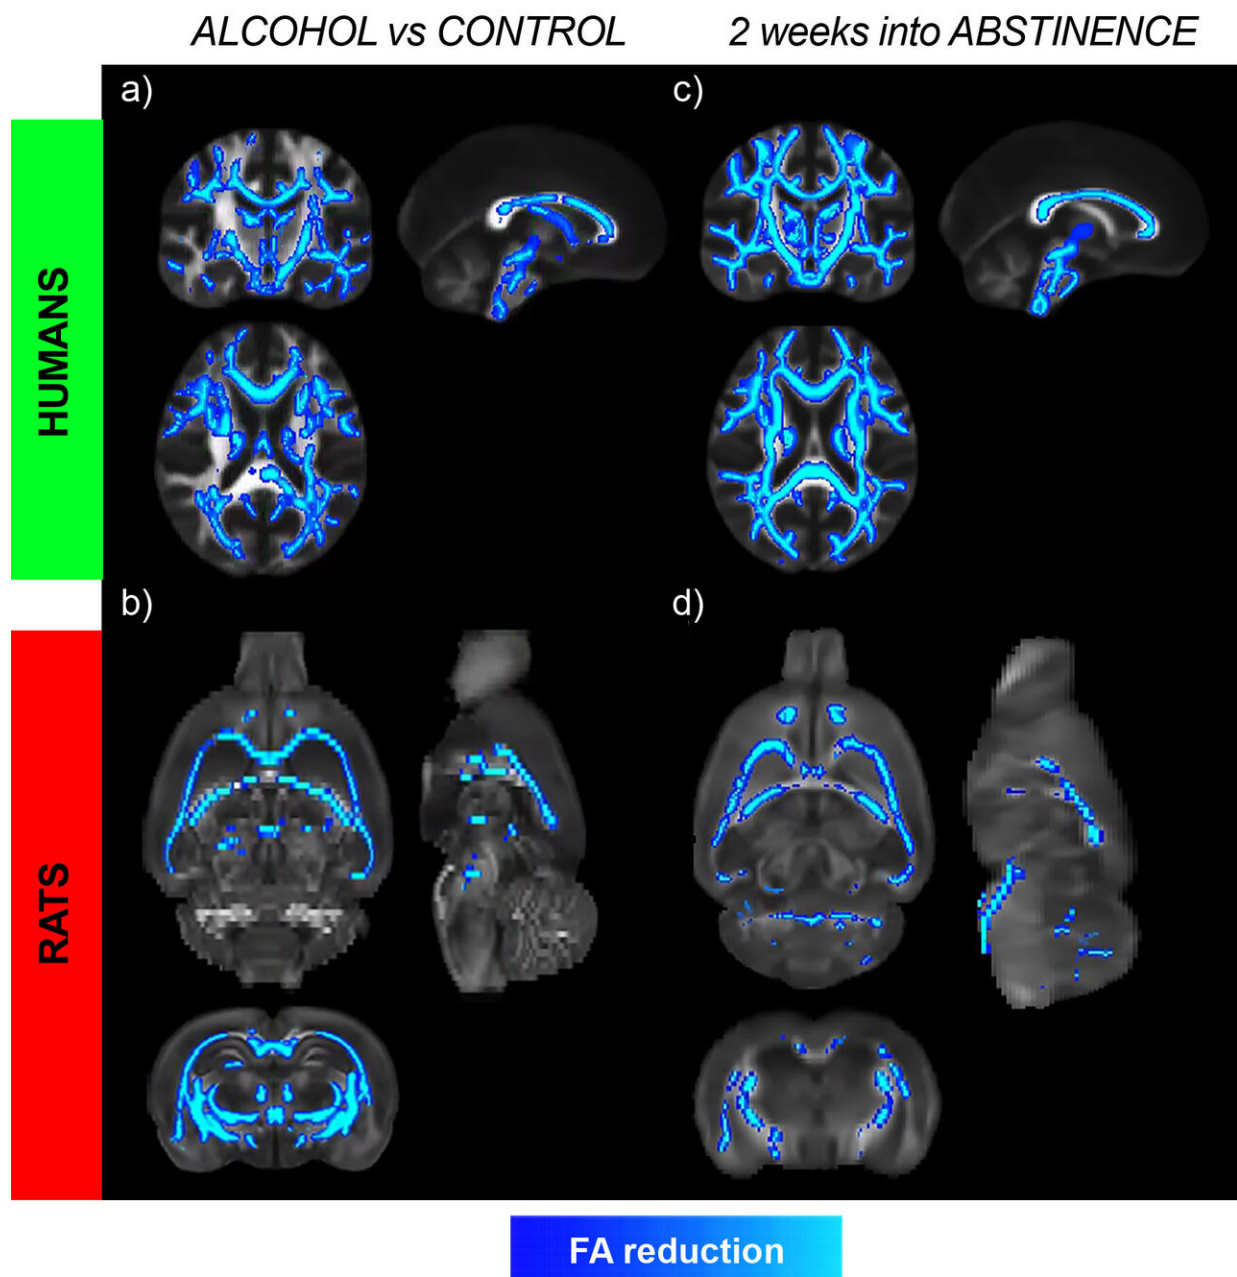 ALCOHOL vs CONTROL
2 weeks into ABSTINENCE
a)
c)
HUMANS
b)
d)
RATS
FA reduction